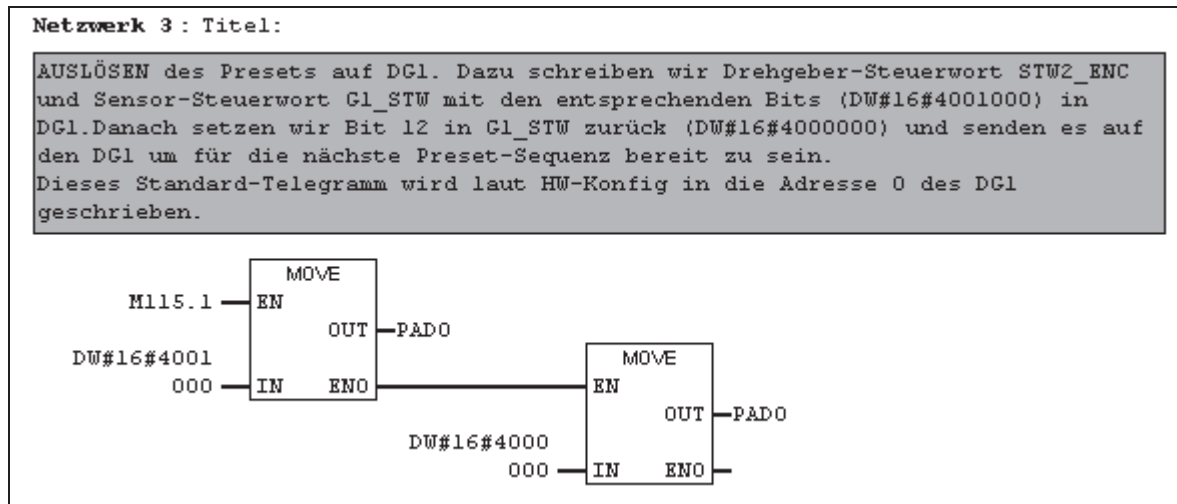 Netzwerk 3 : Titel:
AUSLÖSEN des Presets auf DG1. Dazu schreiben wir Drehgeber-Steuerwort STW2_ENC
und Sensor-Steuerwort G1_STW mit den entsprechenden Bits (DW#16#4001000) in
DG1.Danach setzen wir Bit 12 in G1_STW zurück (DW#16#4000000) und senden es auf
den DG1 um für die nächste Preset-Sequenz bereit zu sein.
Dieses Standard-Telegramm wird laut HW-Konfig in die Adresse 0 des DG1
geschrieben.
MOVE
M115.1 EN
OUT PAD0
DW#16#4001
000 IN ENO
MOVE
EN
OUT PAD0
DW#16#4000
000 IN ENO